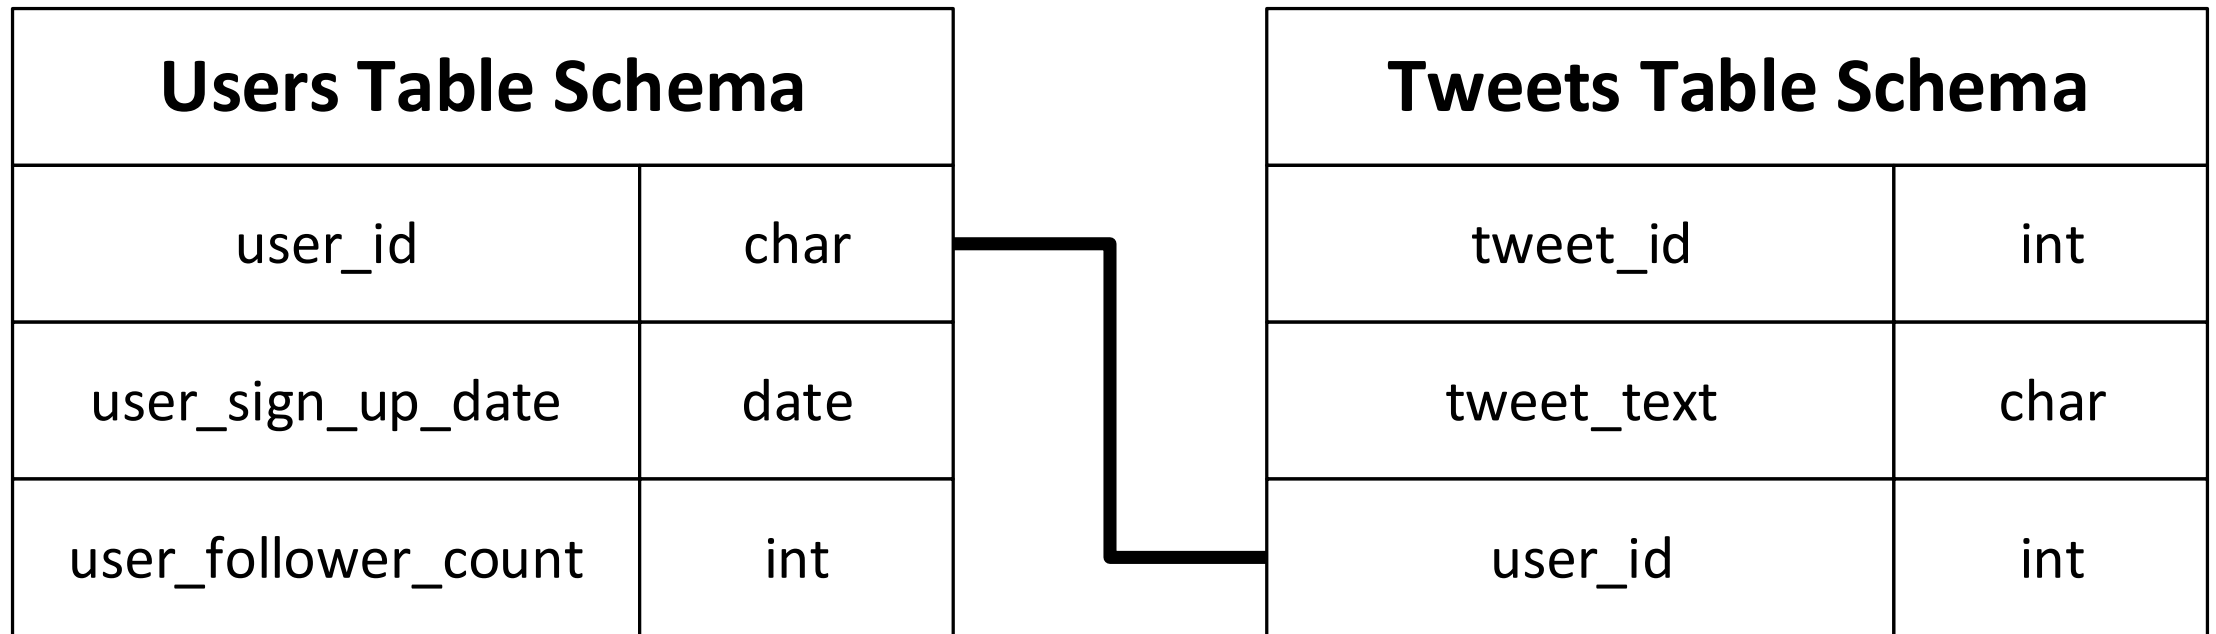 Users Table Schema
user_id char
user_sign_up_date date
user_follower_count int
Tweets Table Schema
tweet_id int
tweet_text char
user_id int